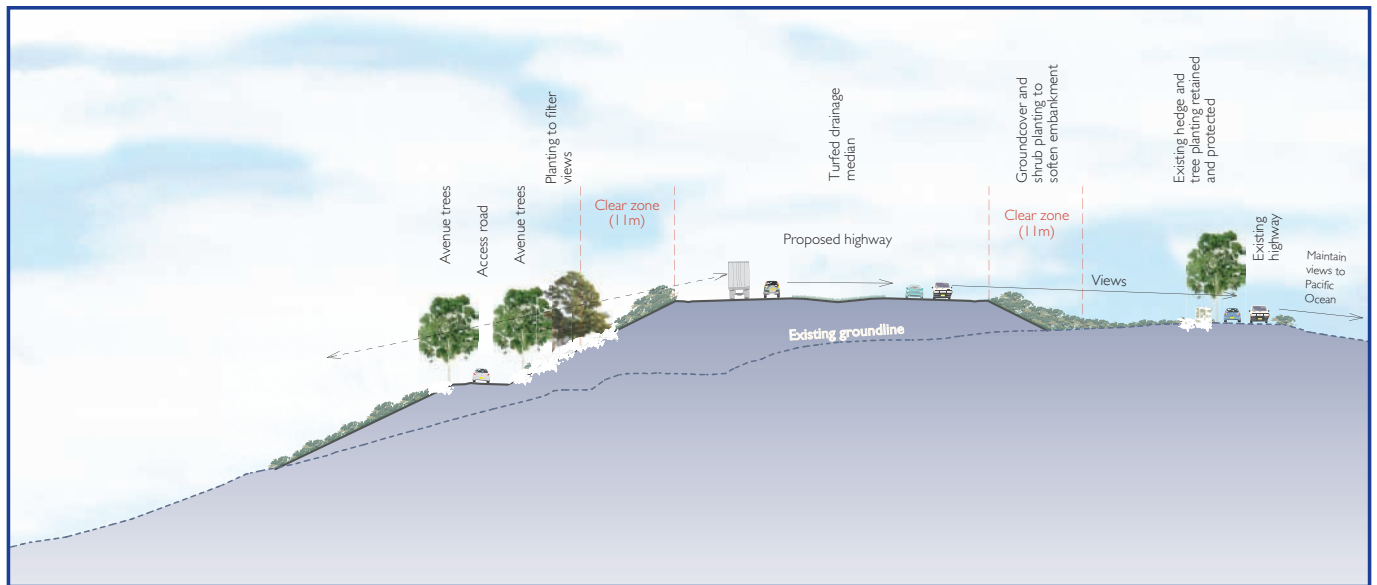 Avenue trees
Access road
Avenue trees
Planting to filter
views
Clear zone
(11m)
Proposed highway
Turfed drainage
median
Groundcover and
shrub planting to
soften embankment
Clear zone
(11m)
Views
Existing hedge and
tree planting retained
and protected
Existing
highway
Maintain
views to
Pacific
Ocean
Existing groundline